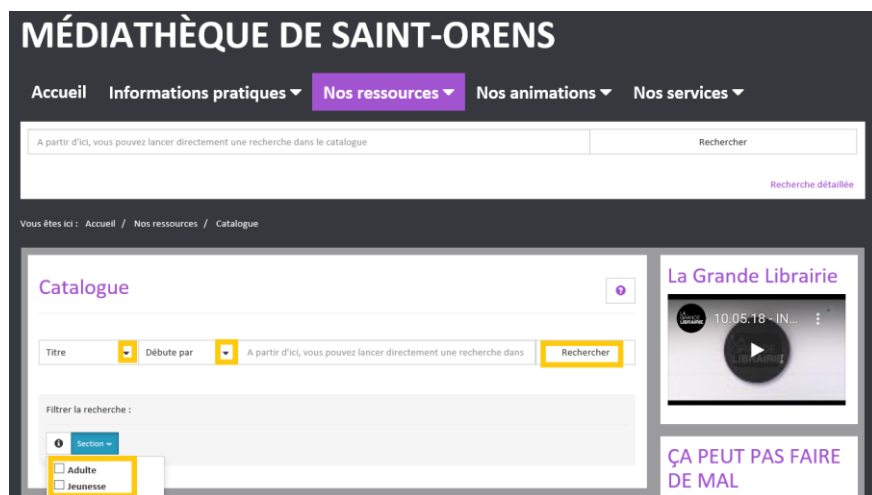 MÉDIATHÈQUE DE SAINT-ORENS
Accueil Informations pratiques Nos ressources Nos animations Nos services
A partir d'ici, vous pouvez lancer directement une recherche dans le catalogue Rechercher
Recherche détaillée
Vous êtes ici : Accueil / Nos ressources / Catalogue
Catalogue
Titre Débute par A partir d'ici, vous pouvez lancer directement une recherche dans Rechercher
Filtrer la recherche :
Section
Adulte
Jeunesse
La Grande Librairie
10.05.18 - IN...
ÇA PEUT PAS FAIRE
DE MAL